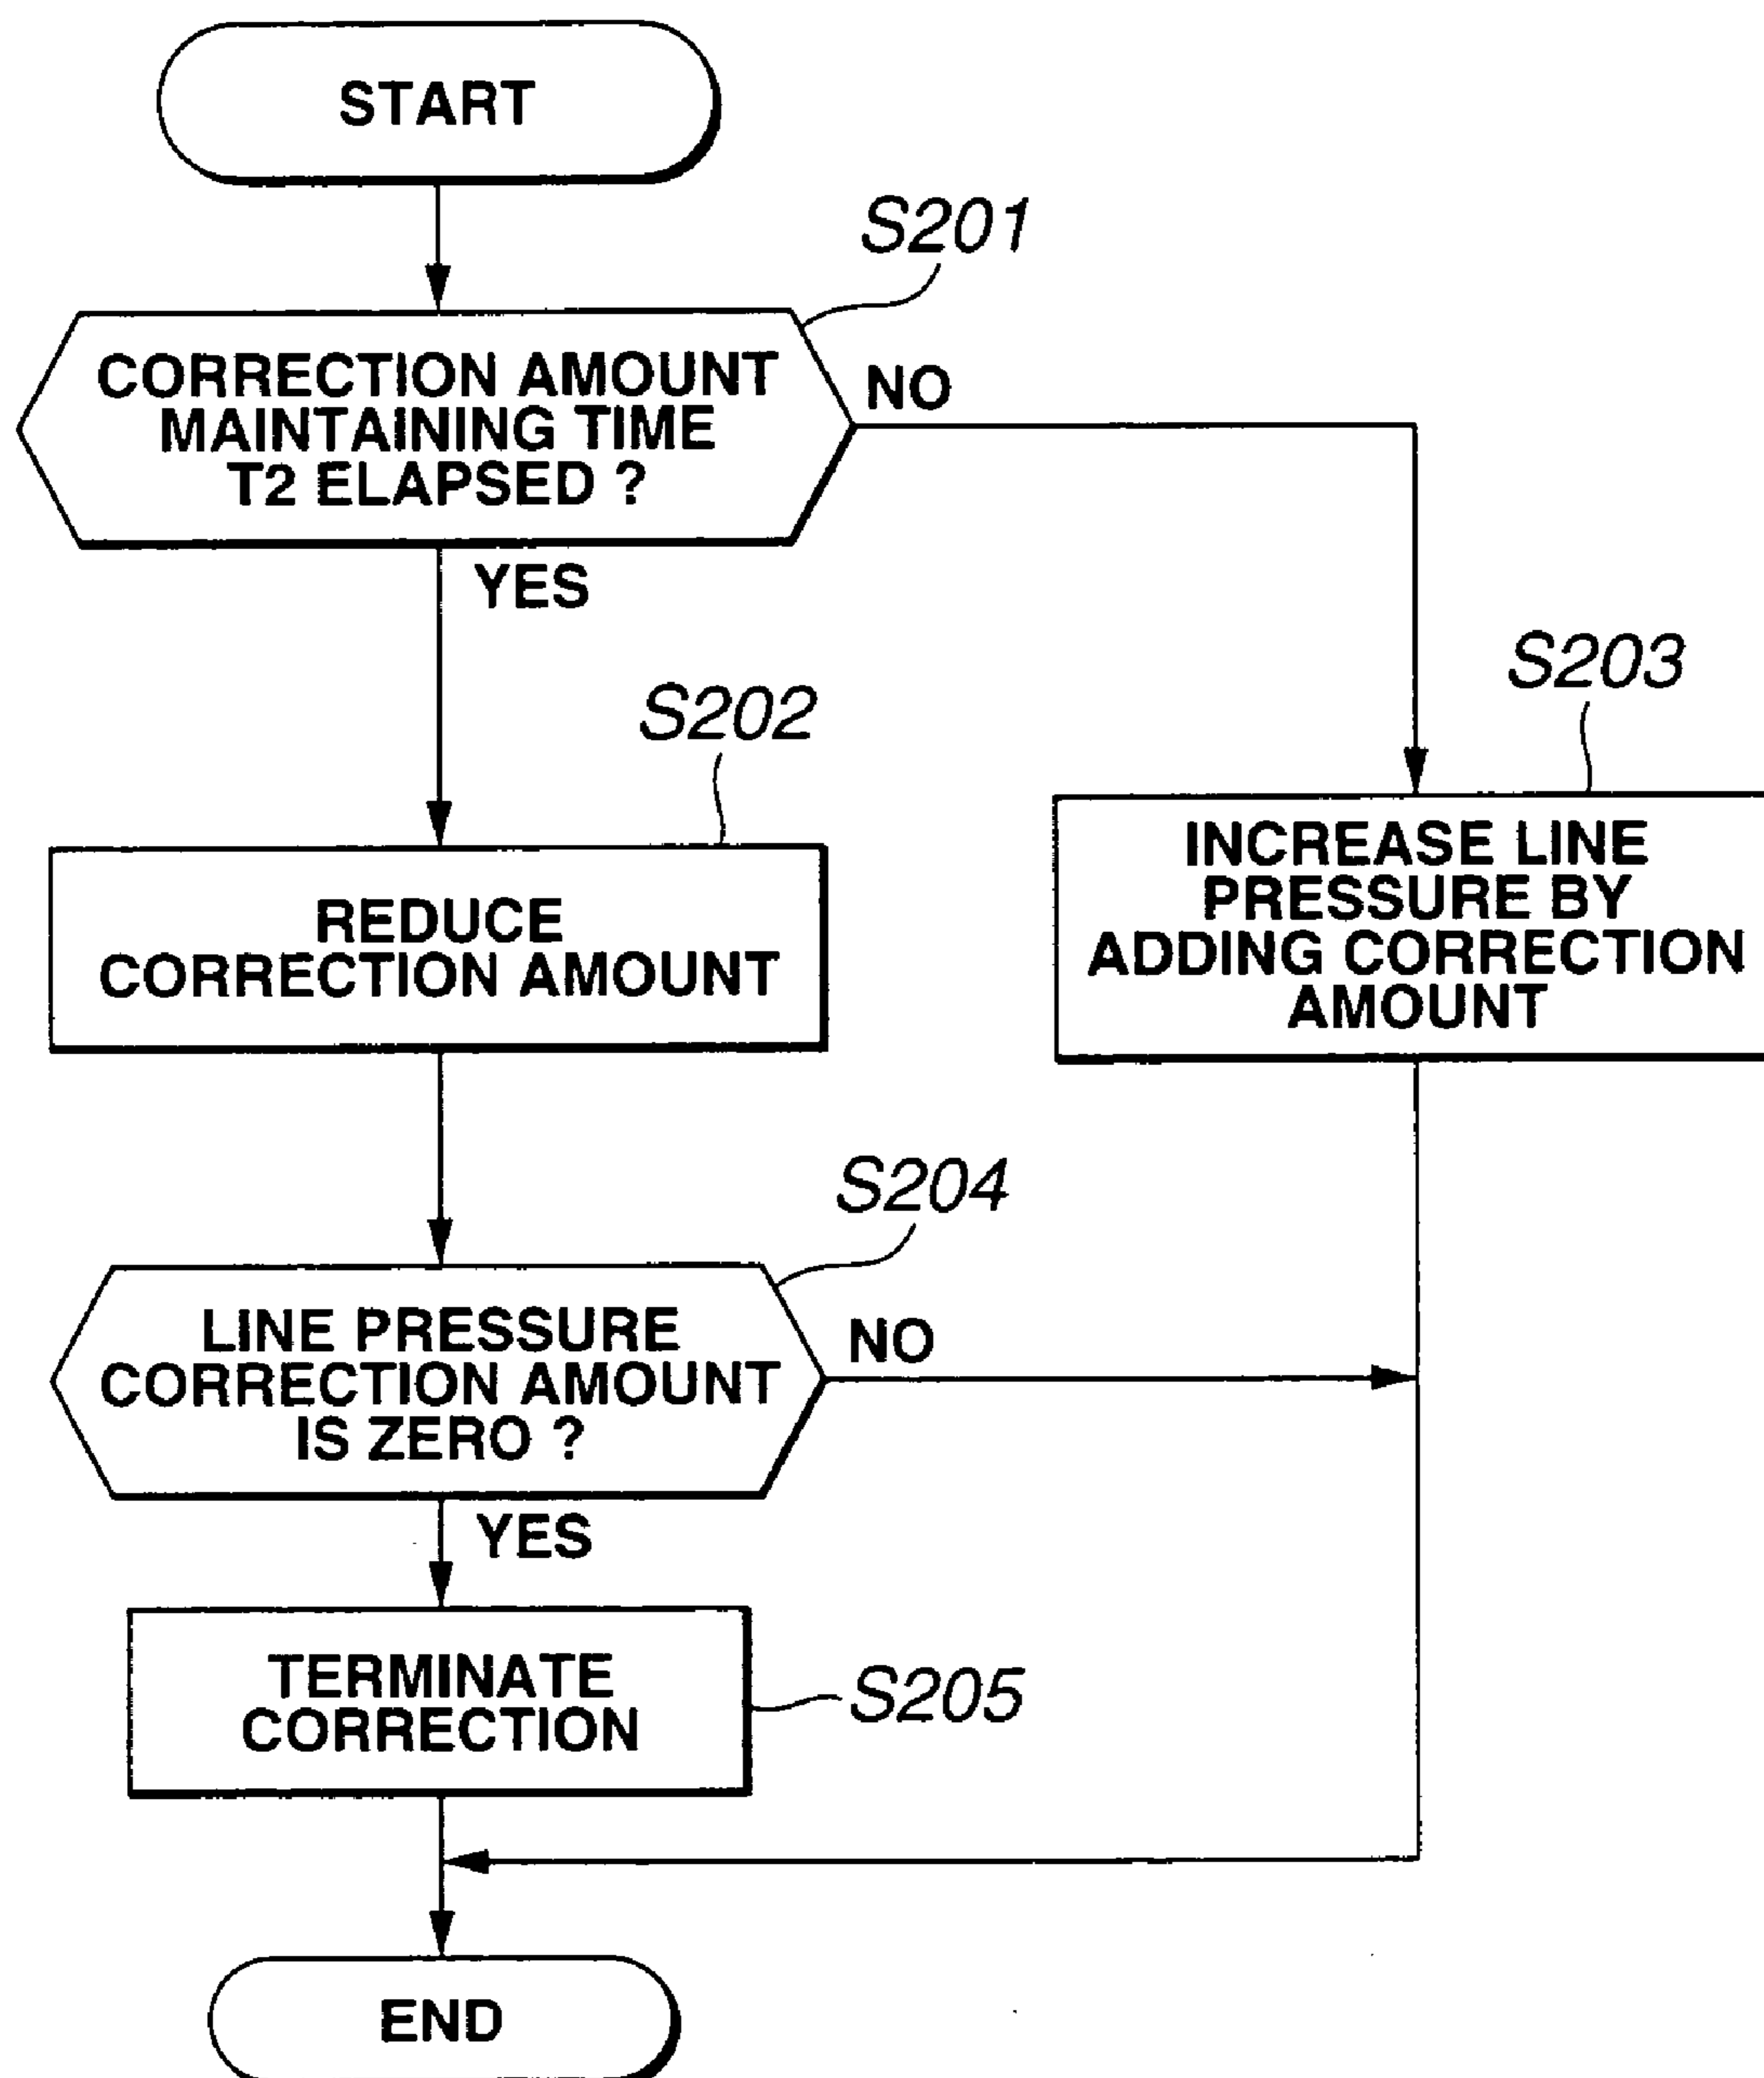 START
S201
CORRECTION AMOUNT
MAINTAINING TIME
T2 ELAPSED ?
NO
YES
S202
REDUCE
CORRECTION AMOUNT
S203
INCREASE LINE
PRESSURE BY
ADDING CORRECTION
AMOUNT
S204
LINE PRESSURE
CORRECTION AMOUNT
IS ZERO ?
NO
YES
TERMINATE
CORRECTION
S205
END